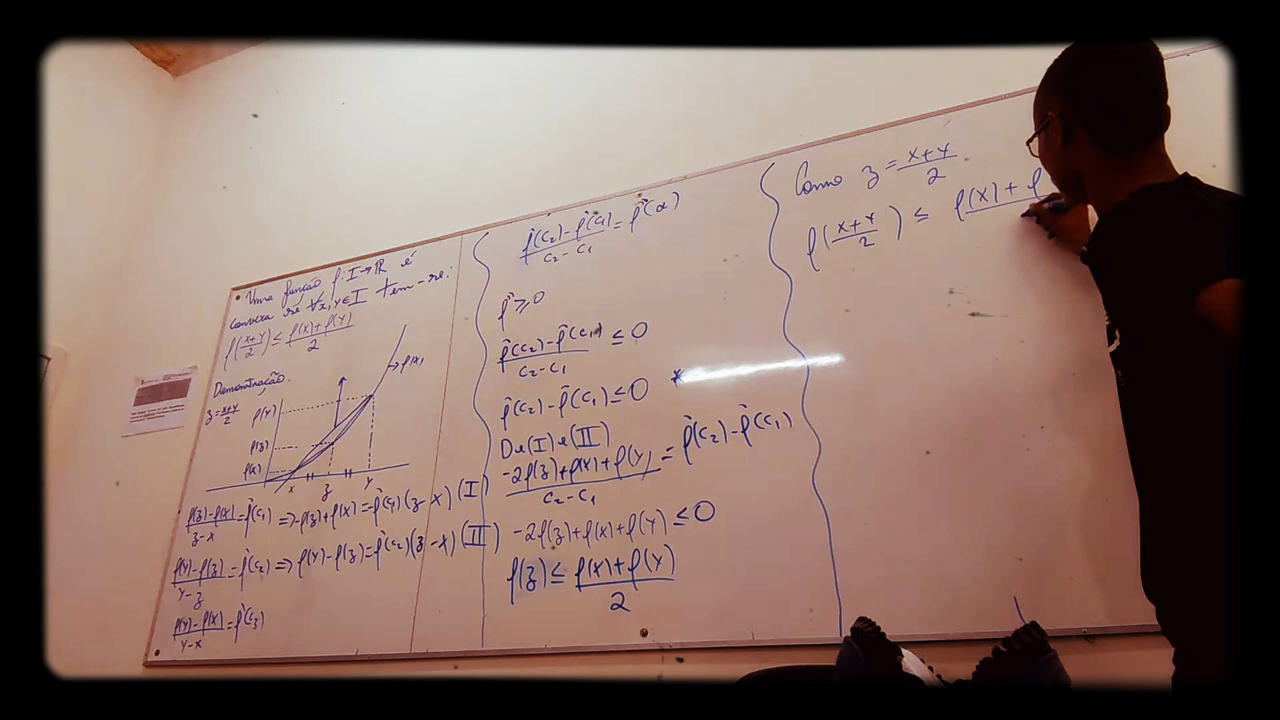 Uma função f: I→ℝ é
convexa se ∀x,y∈I tem-se:
f((x+y)/2) ≤ (f(x)+f(y))/2
Demonstração.
z = (x+y)/2
f(y)
→f(x)
f(z)
f(x)
x z y
(f(z)-f(x))/(z-x) = f'(c₁) => -f(z)+f(x) = f'(c₁)(z-x) (I)
(f(y)-f(z))/(y-z) = f'(c₂) => f(y)-f(z) = f'(c₂)(z-x) (II)
(f(y)-f(x))/(y-x) = f'(c₃)
(f'(c₂)-f'(c₁))/(c₂-c₁) = f''(α)
f''≥0
(f'(c₂)-f'(c₁))/(c₂-c₁) ≤ 0
f'(c₂)-f'(c₁) ≤ 0 *
De (I) e (II)
(-2f(z)+f(x)+f(y))/(c₂-c₁) = f'(c₂)-f'(c₁)
-2f(z)+f(x)+f(y) ≤ 0
f(z) ≤ (f(x)+f(y))/2
Como z = (x+y)/2
f((x+y)/2) ≤ f(x)+f